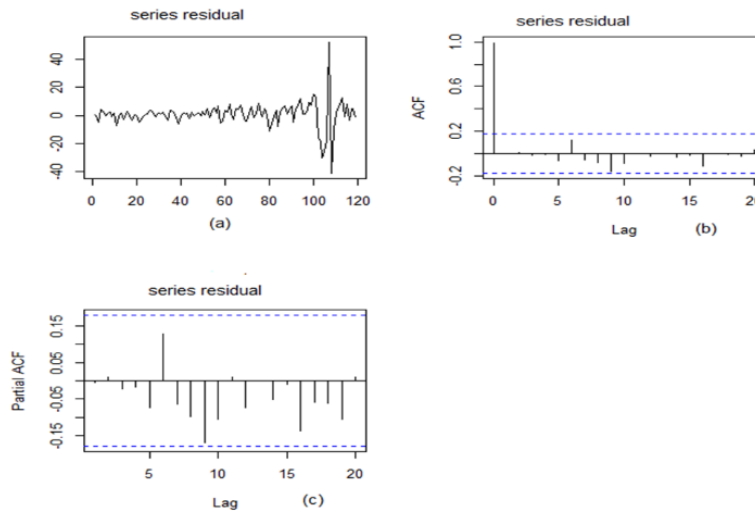 series residual
40
20
0
-20
-40
0 20 40 60 80 100 120
(a)
series residual
ACF
1.0
0.6
0.2
-0.2
0 5 10 15 20
Lag (b)
series residual
Partial ACF
0.15
0.05
-0.05
-0.15
5 10 15 20
Lag (c)